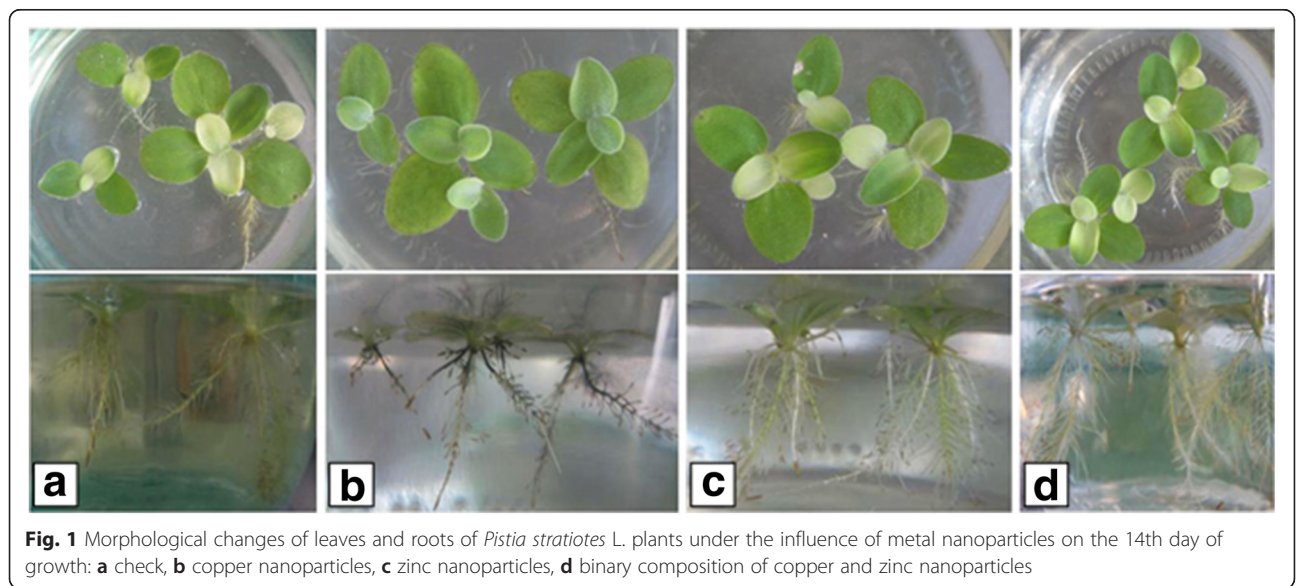 a
b
c
d
Fig. 1 Morphological changes of leaves and roots of Pistia stratiotes L. plants under the influence of metal nanoparticles on the 14th day of
growth: a check, b copper nanoparticles, c zinc nanoparticles, d binary composition of copper and zinc nanoparticles